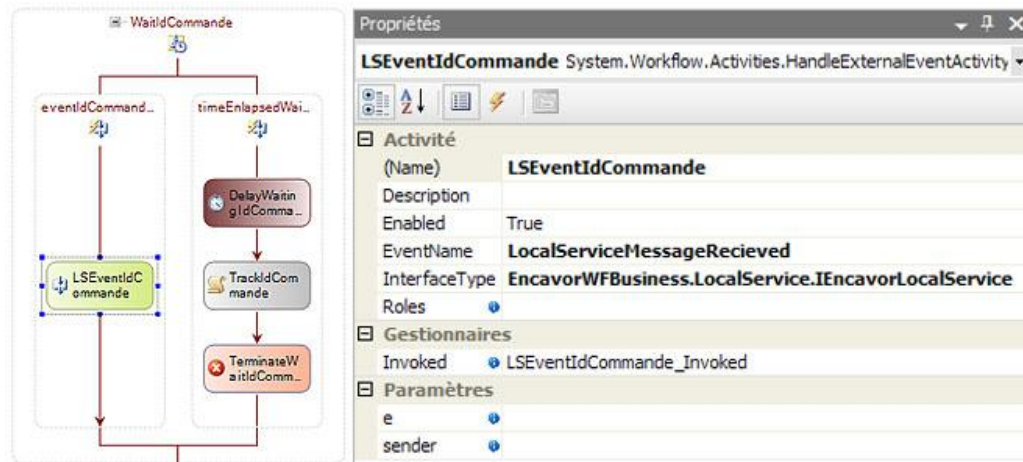 WaitIdCommande
eventIdCommand...
timeEnlapsedWai...
DelayWaitin
gIdComma...
LSEventIdC
ommande
TrackIdCom
mande
TerminateW
aitIdComm...
Propriétés
LSEventIdCommande System.Workflow.Activities.HandleExternalEventActivity
Activité
(Name) LSEventIdCommande
Description
Enabled True
EventName LocalServiceMessageRecieved
InterfaceType EncavorWFBusiness.LocalService.IEncavorLocalService
Roles
Gestionnaires
Invoked LSEventIdCommande_Invoked
Paramètres
e
sender